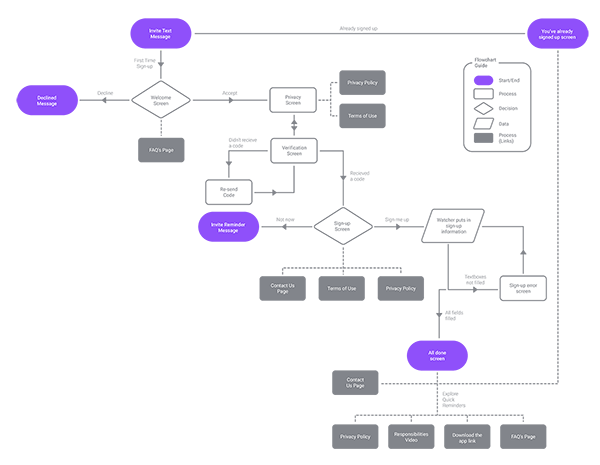 Invite Text
Message
Already signed up
You've already
signed up screen
First Time
Sign-up
Flowchart
Guide
Start/End
Process
Decision
Data
Process
(Links)
Declined
Message
Decline
Welcome
Screen
Accept
Privacy
Screen
Privacy Policy
Terms of Use
FAQ's Page
Didn't receive
a code
Verification
Screen
Received
a code
Re-send
Code
Invite Reminder
Message
Not now
Sign-up
Screen
Sign me up
Watcher puts in
sign-up
information
Contact Us
Page
Terms of Use
Privacy Policy
Textboxes
not filled
Sign-up error
screen
All fields
filled
All done
screen
Contact
Us Page
Explore
Quick
Reminders
Privacy Policy
Responsibilities
Video
Download the
app link
FAQ's Page